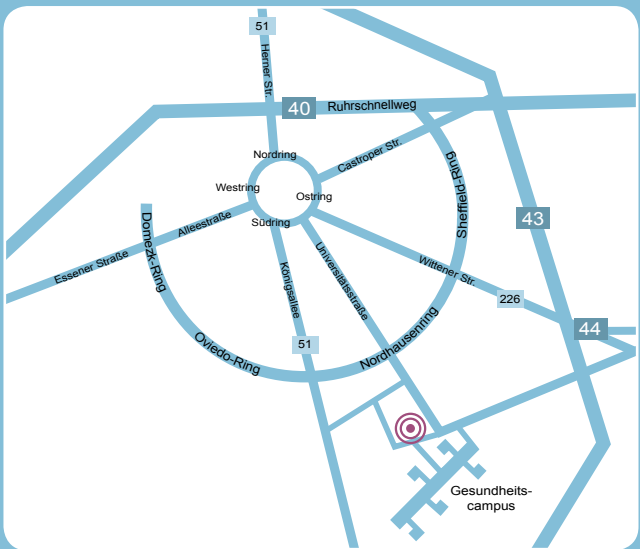 51
Herner Str.
40
Ruhrschnellweg
Nordring
Castroper Str.
Westring
Ostring
Südring
Sheffield-Ring
43
Domezk-Ring
Alleestraße
Essener Straße
Königsallee
Universitätsstraße
Wittener Str.
226
44
51
Oviedo-Ring
Nordhausenring
Gesundheits-
campus